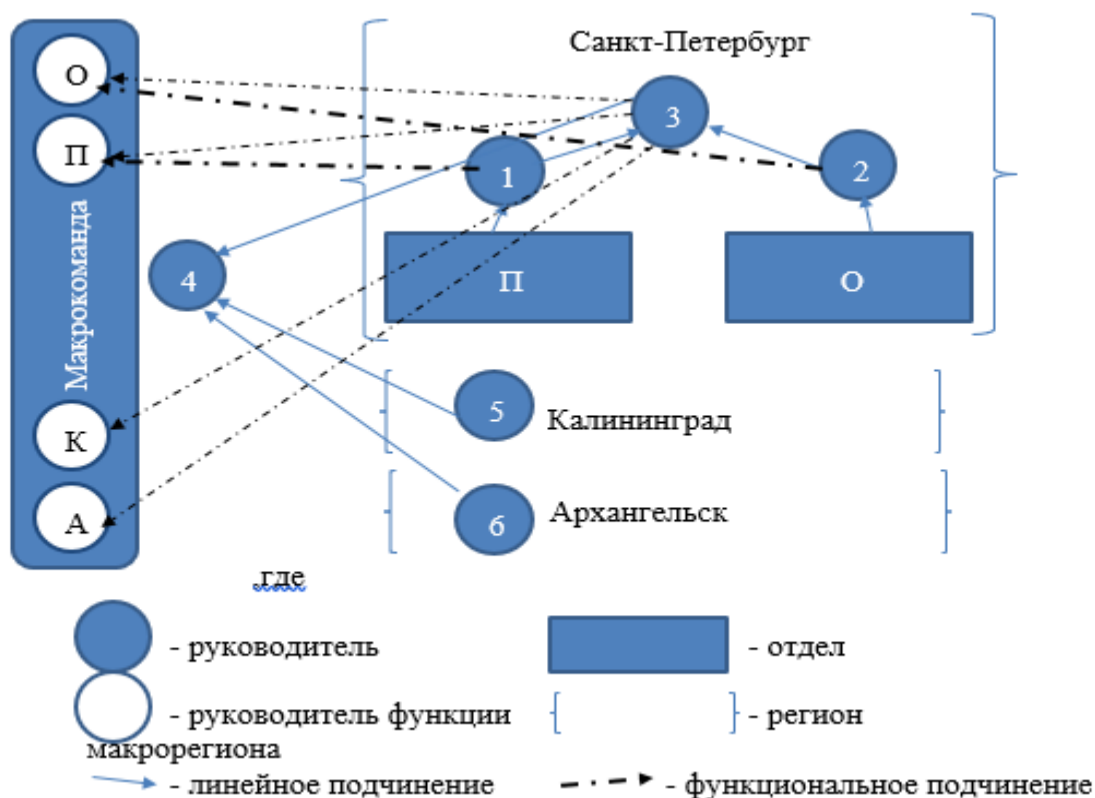 О
П
Макрокоманда
К
А
Санкт-Петербург
3
1
2
4
П
О
5
Калининград
6
Архангельск
,где
- руководитель
- отдел
- руководитель функции
макрорегиона
- регион
- линейное подчинение
- функциональное подчинение